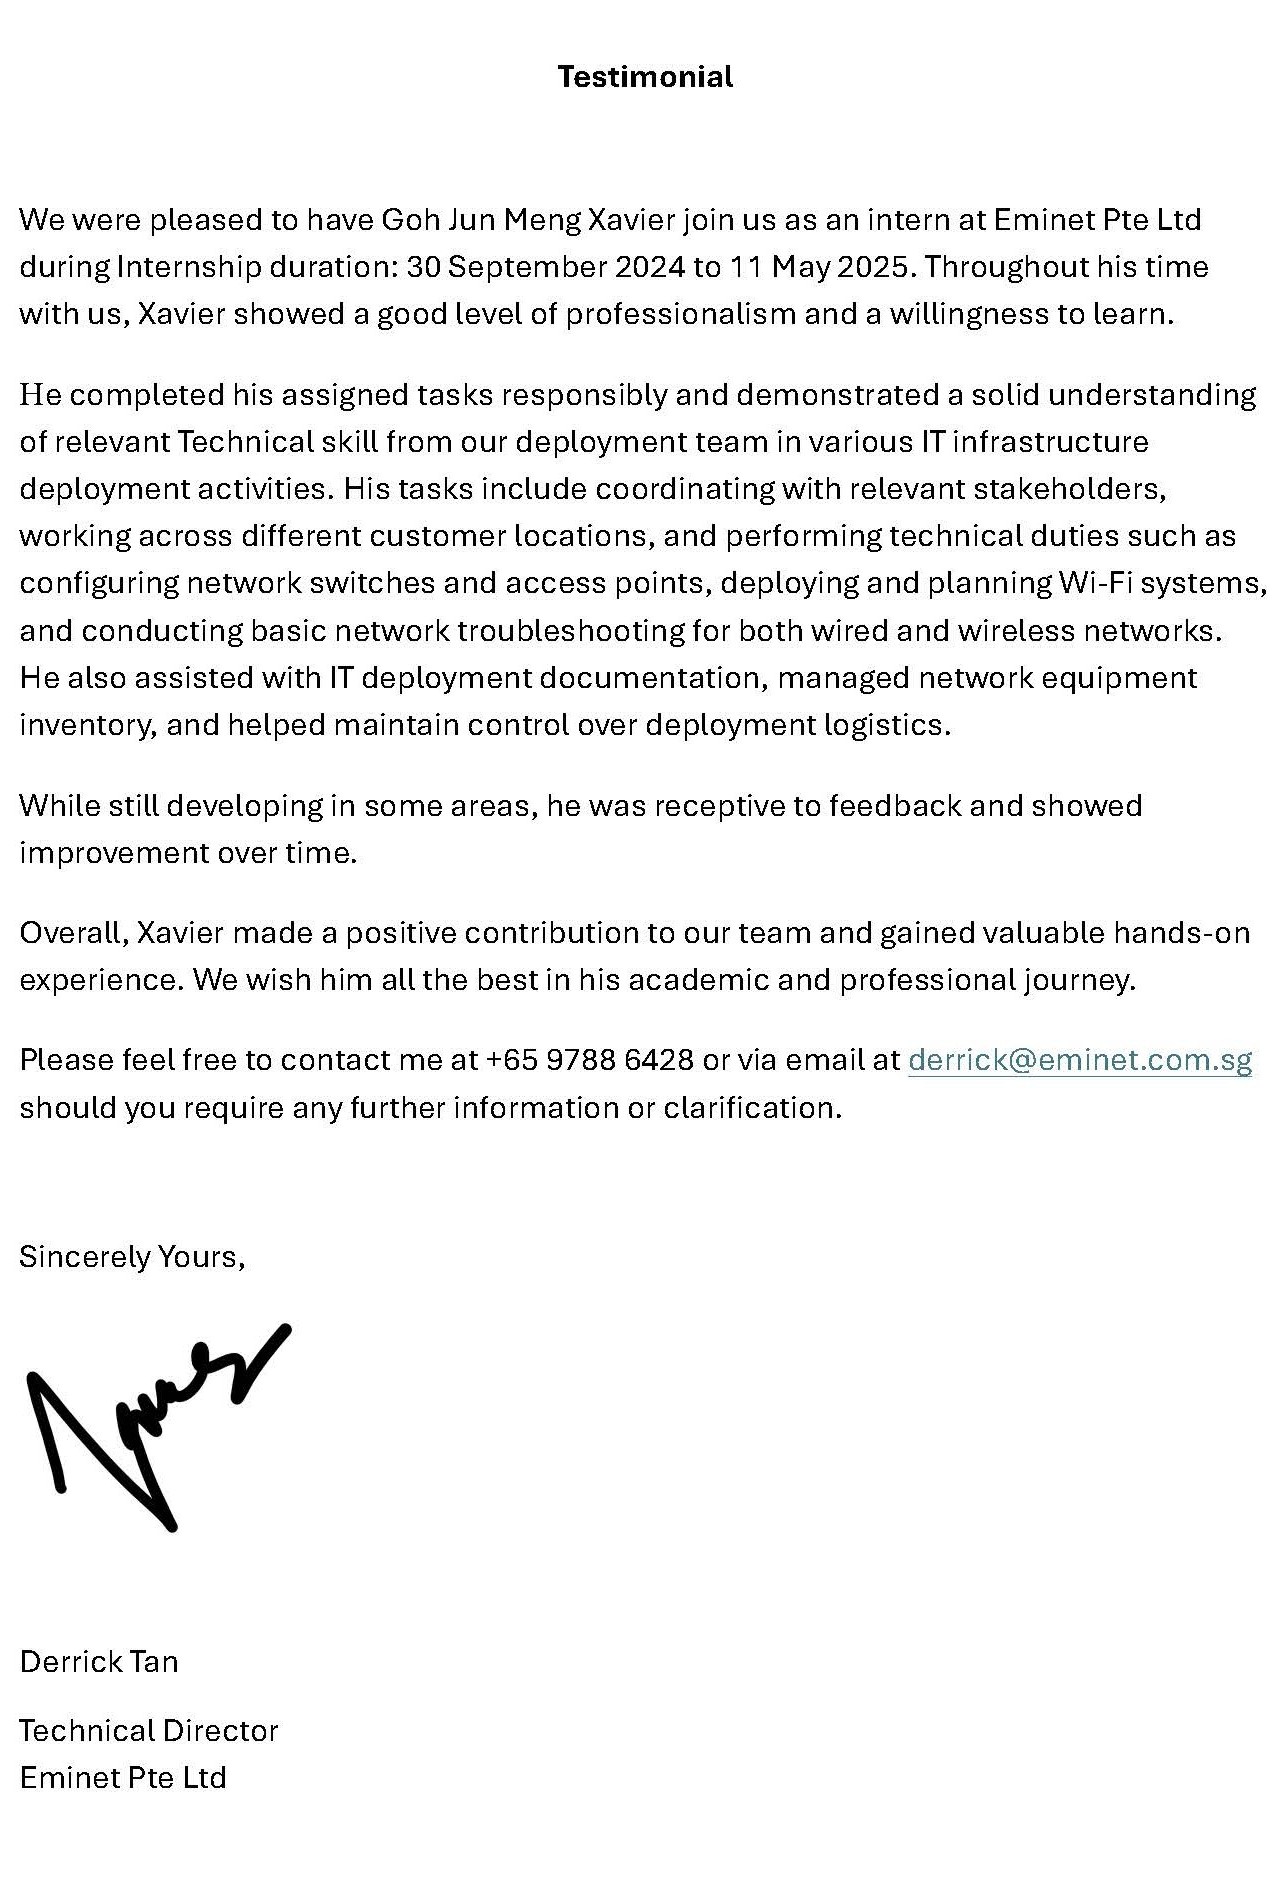 Testimonial
We were pleased to have Goh Jun Meng Xavier join us as an intern at Eminet Pte Ltd
during Internship duration: 30 September 2024 to 11 May 2025. Throughout his time
with us, Xavier showed a good level of professionalism and a willingness to learn.
He completed his assigned tasks responsibly and demonstrated a solid understanding
of relevant Technical skill from our deployment team in various IT infrastructure
deployment activities. His tasks include coordinating with relevant stakeholders,
working across different customer locations, and performing technical duties such as
configuring network switches and access points, deploying and planning Wi-Fi systems,
and conducting basic network troubleshooting for both wired and wireless networks.
He also assisted with IT deployment documentation, managed network equipment
inventory, and helped maintain control over deployment logistics.
While still developing in some areas, he was receptive to feedback and showed
improvement over time.
Overall, Xavier made a positive contribution to our team and gained valuable hands-on
experience. We wish him all the best in his academic and professional journey.
Please feel free to contact me at +65 9788 6428 or via email at derrick@eminet.com.sg
should you require any further information or clarification.
Sincerely Yours,
Derrick Tan
Technical Director
Eminet Pte Ltd